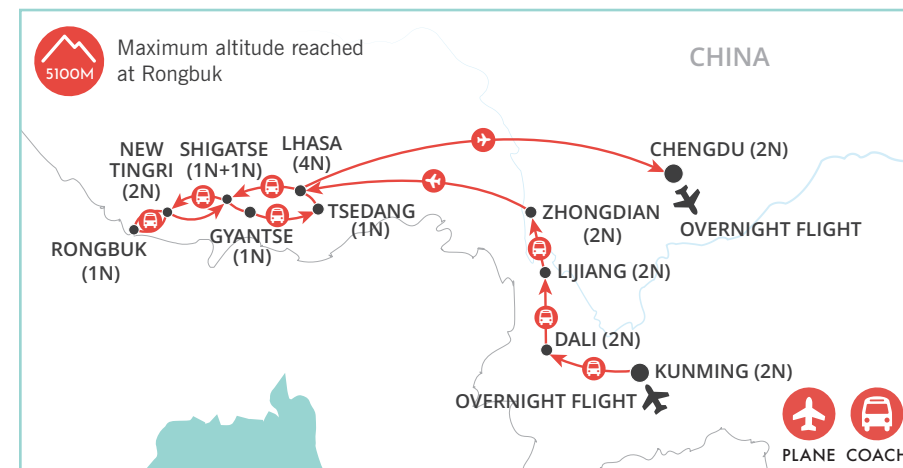 5100M
Maximum altitude reached
at Rongbuk
CHINA
NEW
TINGRI
(2N)
SHIGATSE
(1N+1N)
LHASA
(4N)
CHENGDU (2N)
OVERNIGHT FLIGHT
TSEDANG
(1N)
ZHONGDIAN
(2N)
GYANTSE
(1N)
RONGBUK
(1N)
LIJIANG (2N)
DALI (2N)
KUNMING (2N)
OVERNIGHT FLIGHT
PLANE
COACH